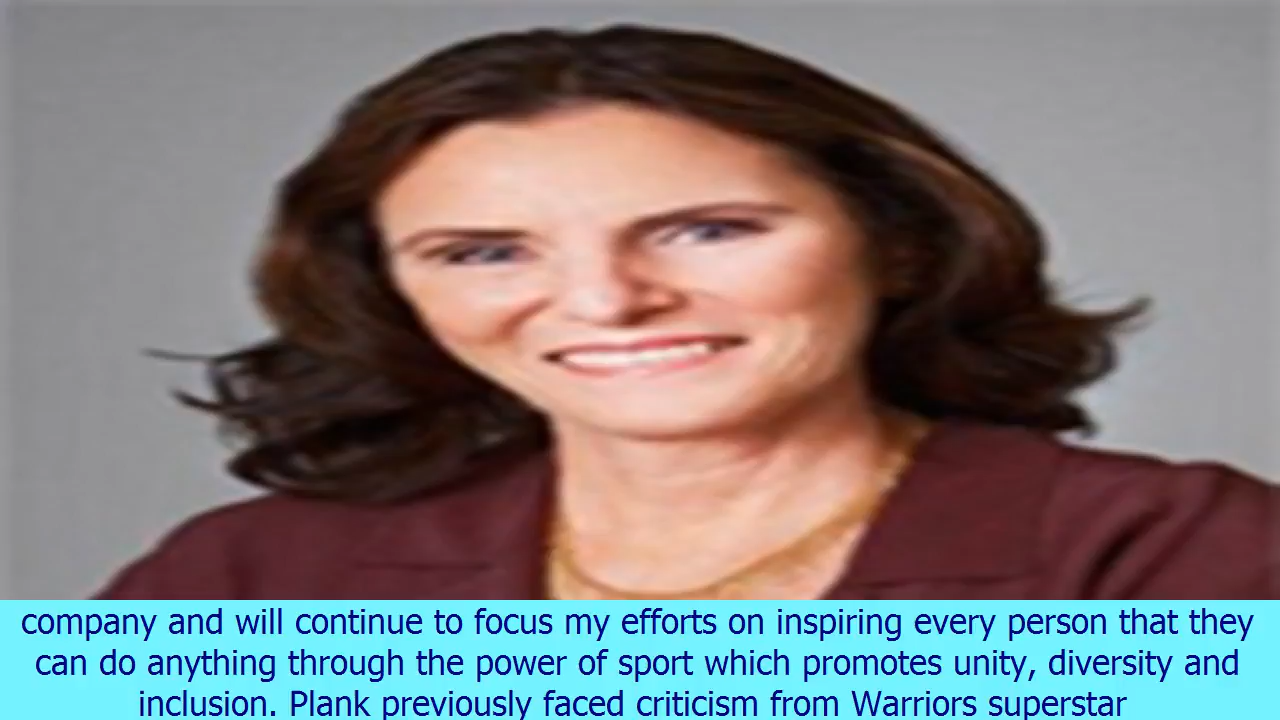 company and will continue to focus my efforts on inspiring every person that they
can do anything through the power of sport which promotes unity, diversity and
inclusion. Plank previously faced criticism from Warriors superstar